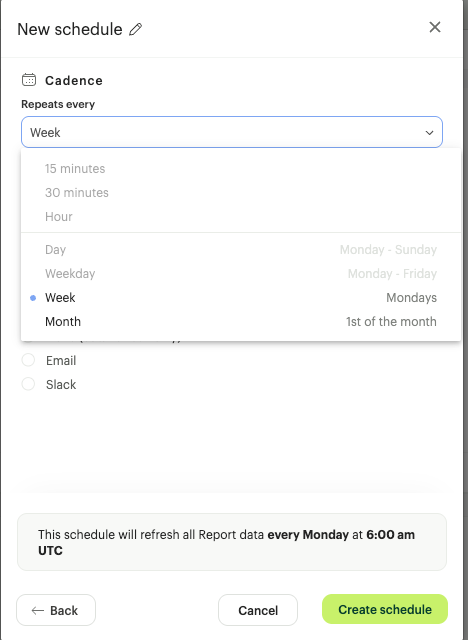 New schedule
Cadence
Repeats every
Week
15 minutes
30 minutes
Hour
Day Monday - Sunday
Weekday Monday - Friday
Week Mondays
Month 1st of the month
Email
Slack
This schedule will refresh all Report data every Monday at 6:00 am
UTC
← Back Cancel Create schedule